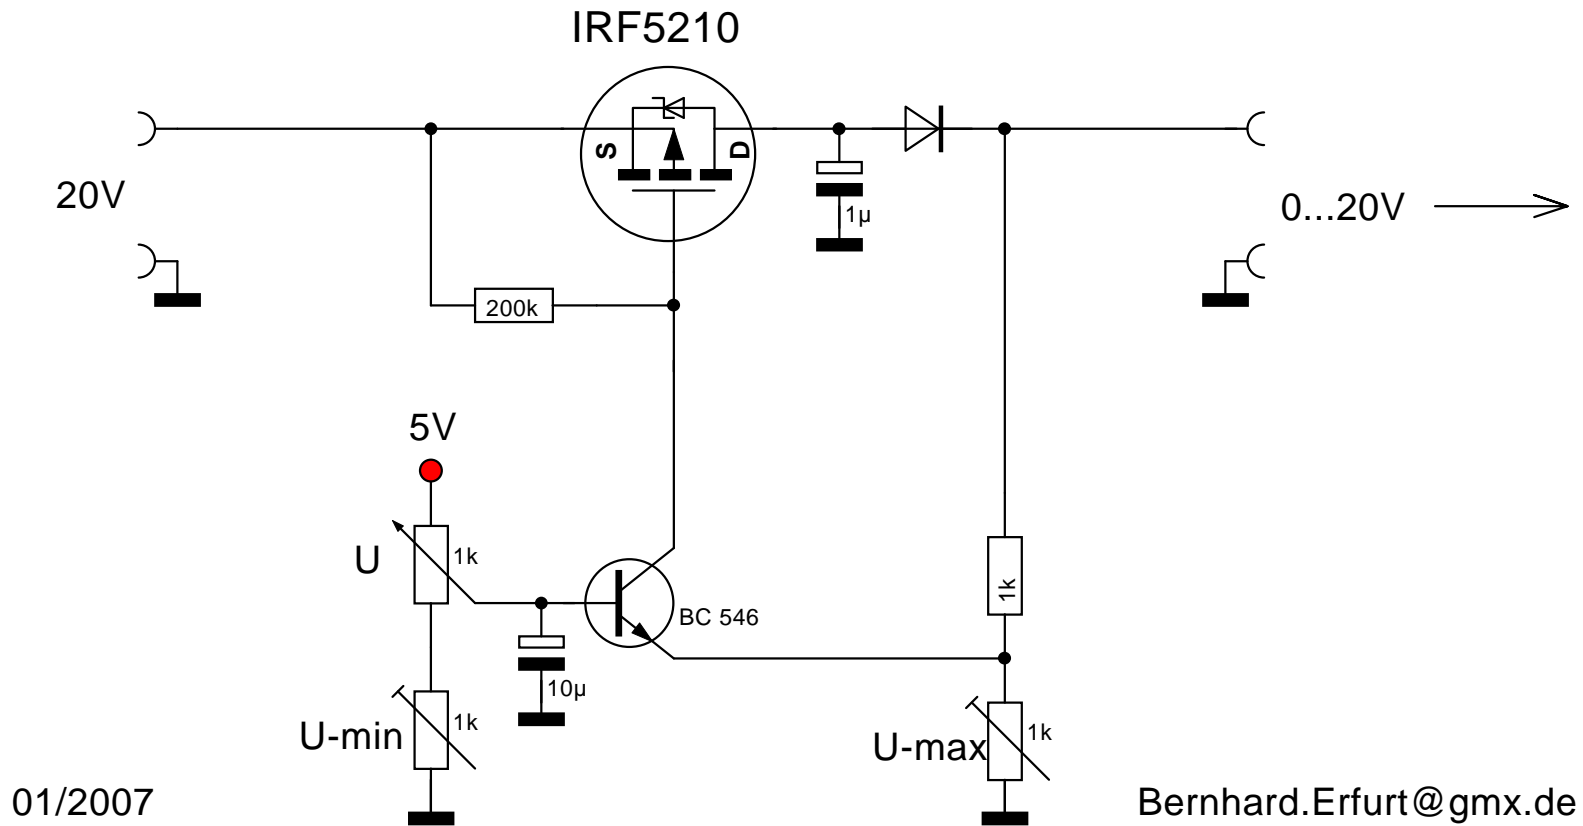 IRF5210
S
D
20V
1µ
0...20V
200k
5V
U
1k
1k
BC 546
10µ
U-min
1k
U-max
1k
01/2007
Bernhard.Erfurt@gmx.de